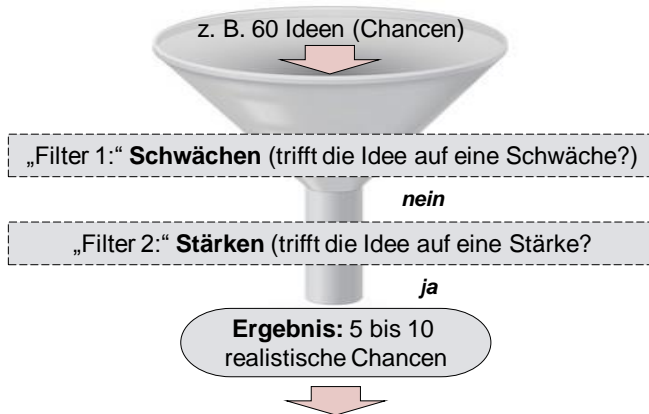 z. B. 60 Ideen (Chancen)
„Filter 1:“ Schwächen (trifft die Idee auf eine Schwäche?)
nein
„Filter 2:“ Stärken (trifft die Idee auf eine Stärke?
ja
Ergebnis: 5 bis 10
realistische Chancen